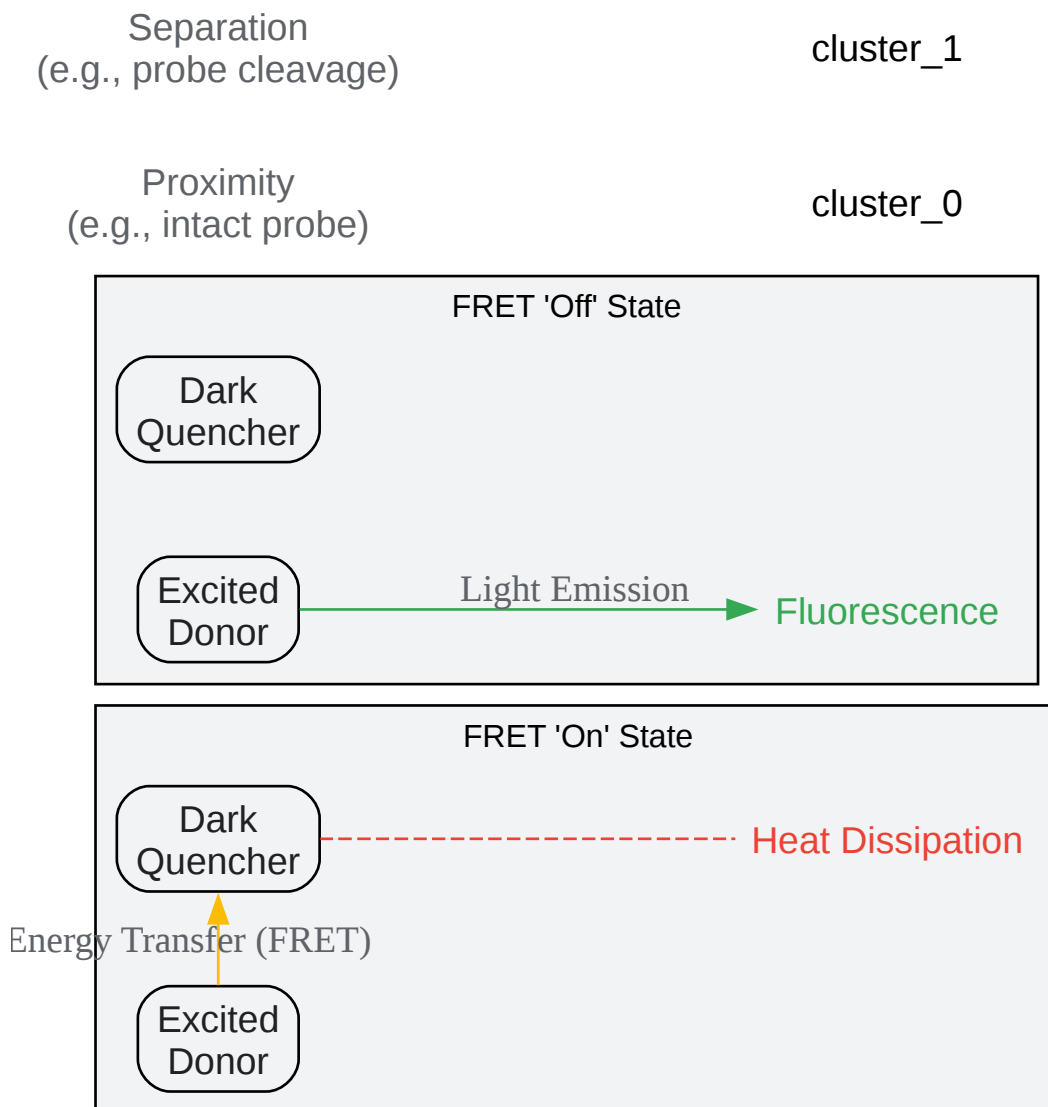 Separation
(e.g., probe cleavage)
cluster_1
Proximity
(e.g., intact probe)
cluster_0
FRET 'Off' State
Dark
Quencher
Excited
Donor
Light Emission
Fluorescence
FRET 'On' State
Dark
Quencher
Heat Dissipation
Energy Transfer (FRET)
Excited
Donor